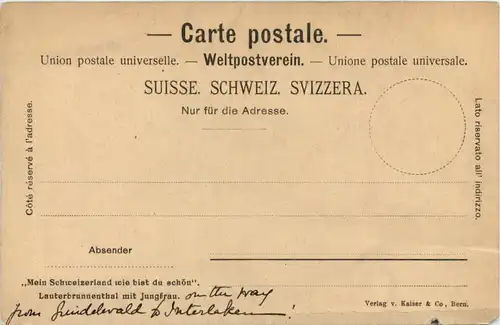 — Carte postale. —
Union postale universelle. — Weltpostverein. — Unione postale universale.
SUISSE. SCHWEIZ. SVIZZERA.
Nur für die Adresse.
Côté réservé à l'adresse.
Lato riservato all' indirizzo.
Absender
„Mein Schweizerland wie bist du schön".
Lauterbrunnenthal mit Jungfrau. on the way
from Grindelwald to Interlaken!
Verlag v. Kaiser & Co, Bern.